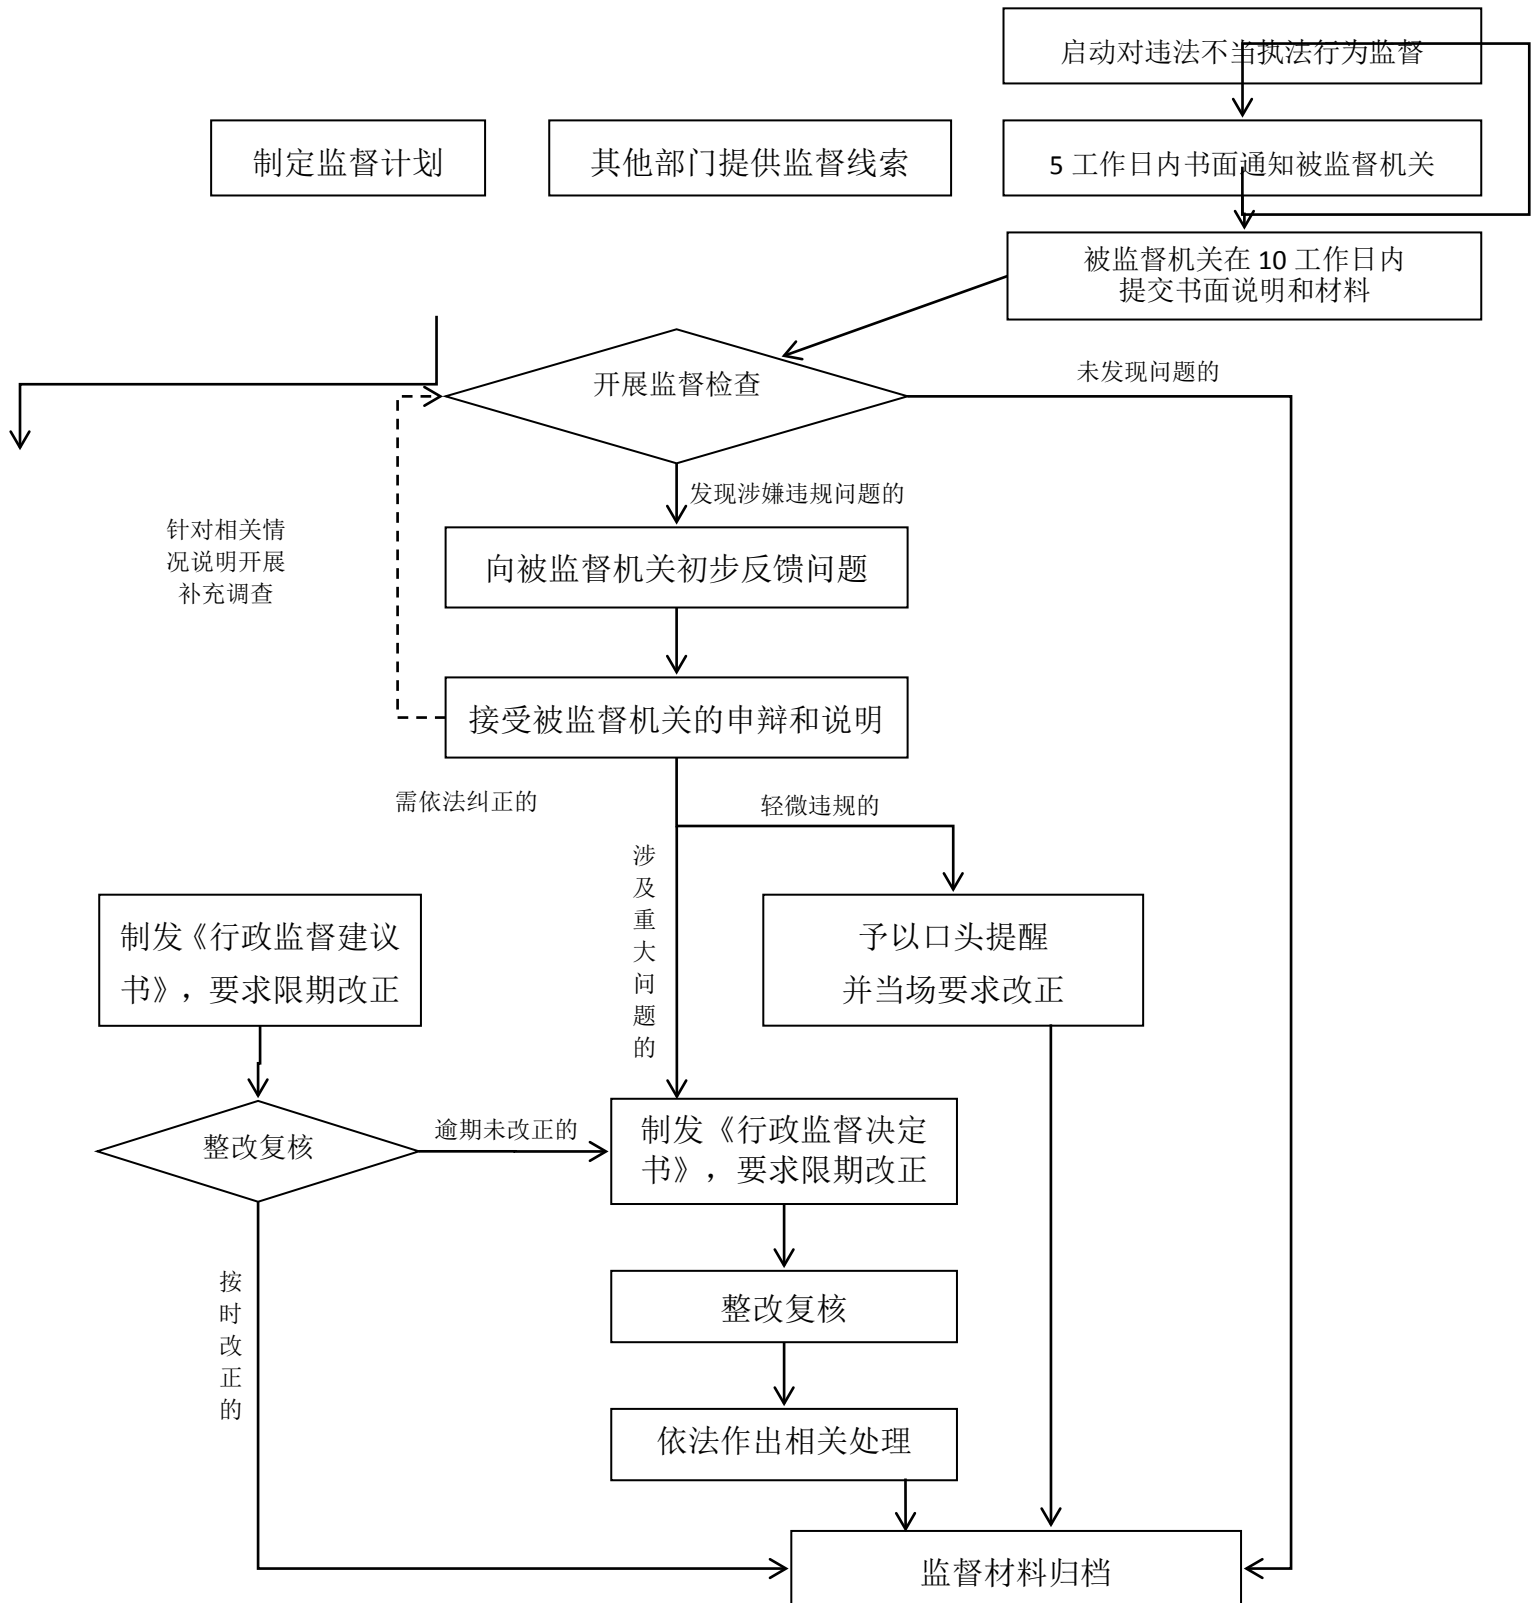 启动对违法不当执法行为监督
制定监督计划
其他部门提供监督线索
5 工作日内书面通知被监督机关
被监督机关在 10 工作日内
提交书面说明和材料
开展监督检查
未发现问题的
发现涉嫌违规问题的
针对相关情
况说明开展
补充调查
向被监督机关初步反馈问题
接受被监督机关的申辩和说明
需依法纠正的
轻微违规的
涉及重大问题的
制发《行政监督建议
书》，要求限期改正
予以口头提醒
并当场要求改正
整改复核
逾期未改正的
制发《行政监督决定
书》，要求限期改正
按时改正的
整改复核
依法作出相关处理
监督材料归档